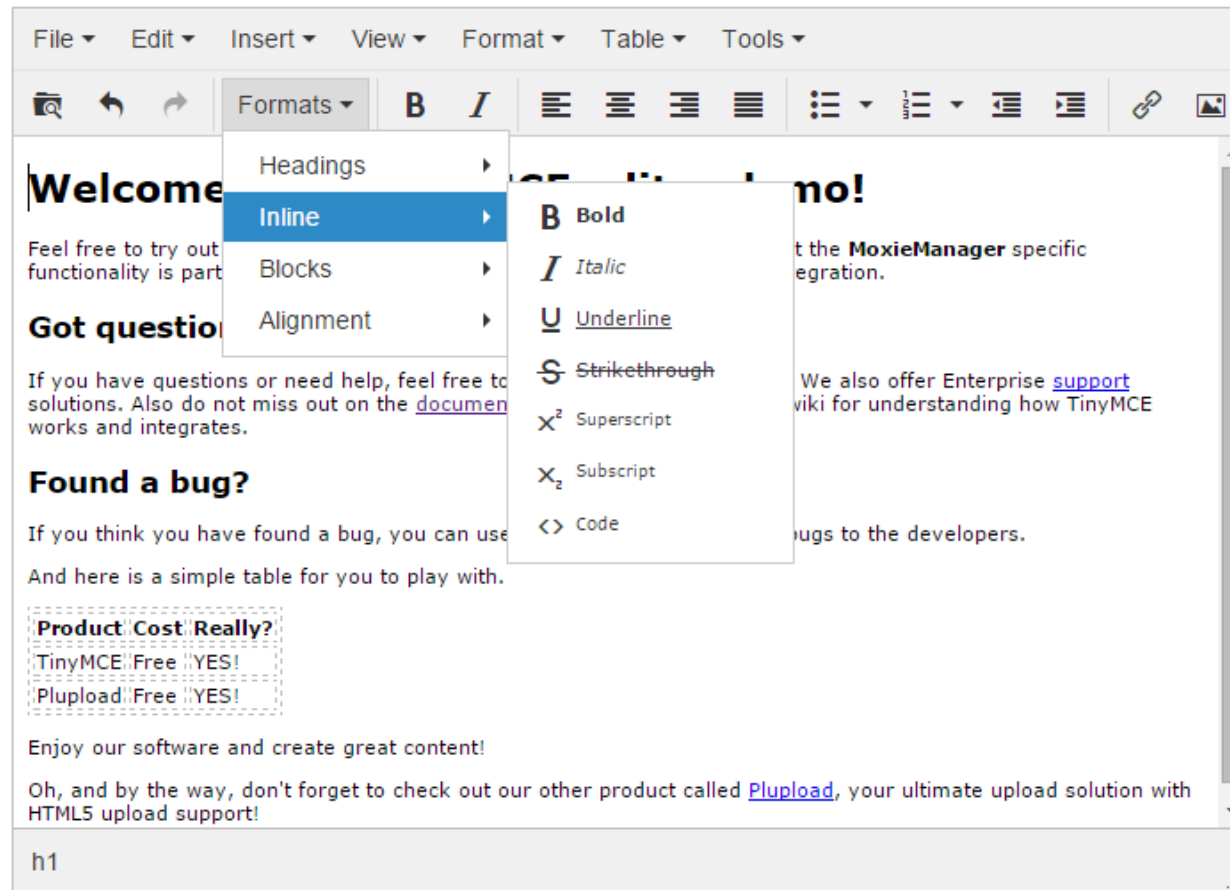 File Edit Insert View Format Table Tools
Formats B I
Headings
Inline
Blocks
Alignment
B Bold
I Italic
U Underline
S Strikethrough
x² Superscript
x₂ Subscript
<> Code
Welcome mo!
Feel free to try out t the MoxieManager specific
functionality is part egration.
Got questio
If you have questions or need help, feel free to We also offer Enterprise support
solutions. Also do not miss out on the documen wiki for understanding how TinyMCE
works and integrates.
Found a bug?
If you think you have found a bug, you can use bugs to the developers.
And here is a simple table for you to play with.
Product Cost Really?
TinyMCE Free YES!
Plupload Free YES!
Enjoy our software and create great content!
Oh, and by the way, don't forget to check out our other product called Plupload, your ultimate upload solution with
HTML5 upload support!
h1